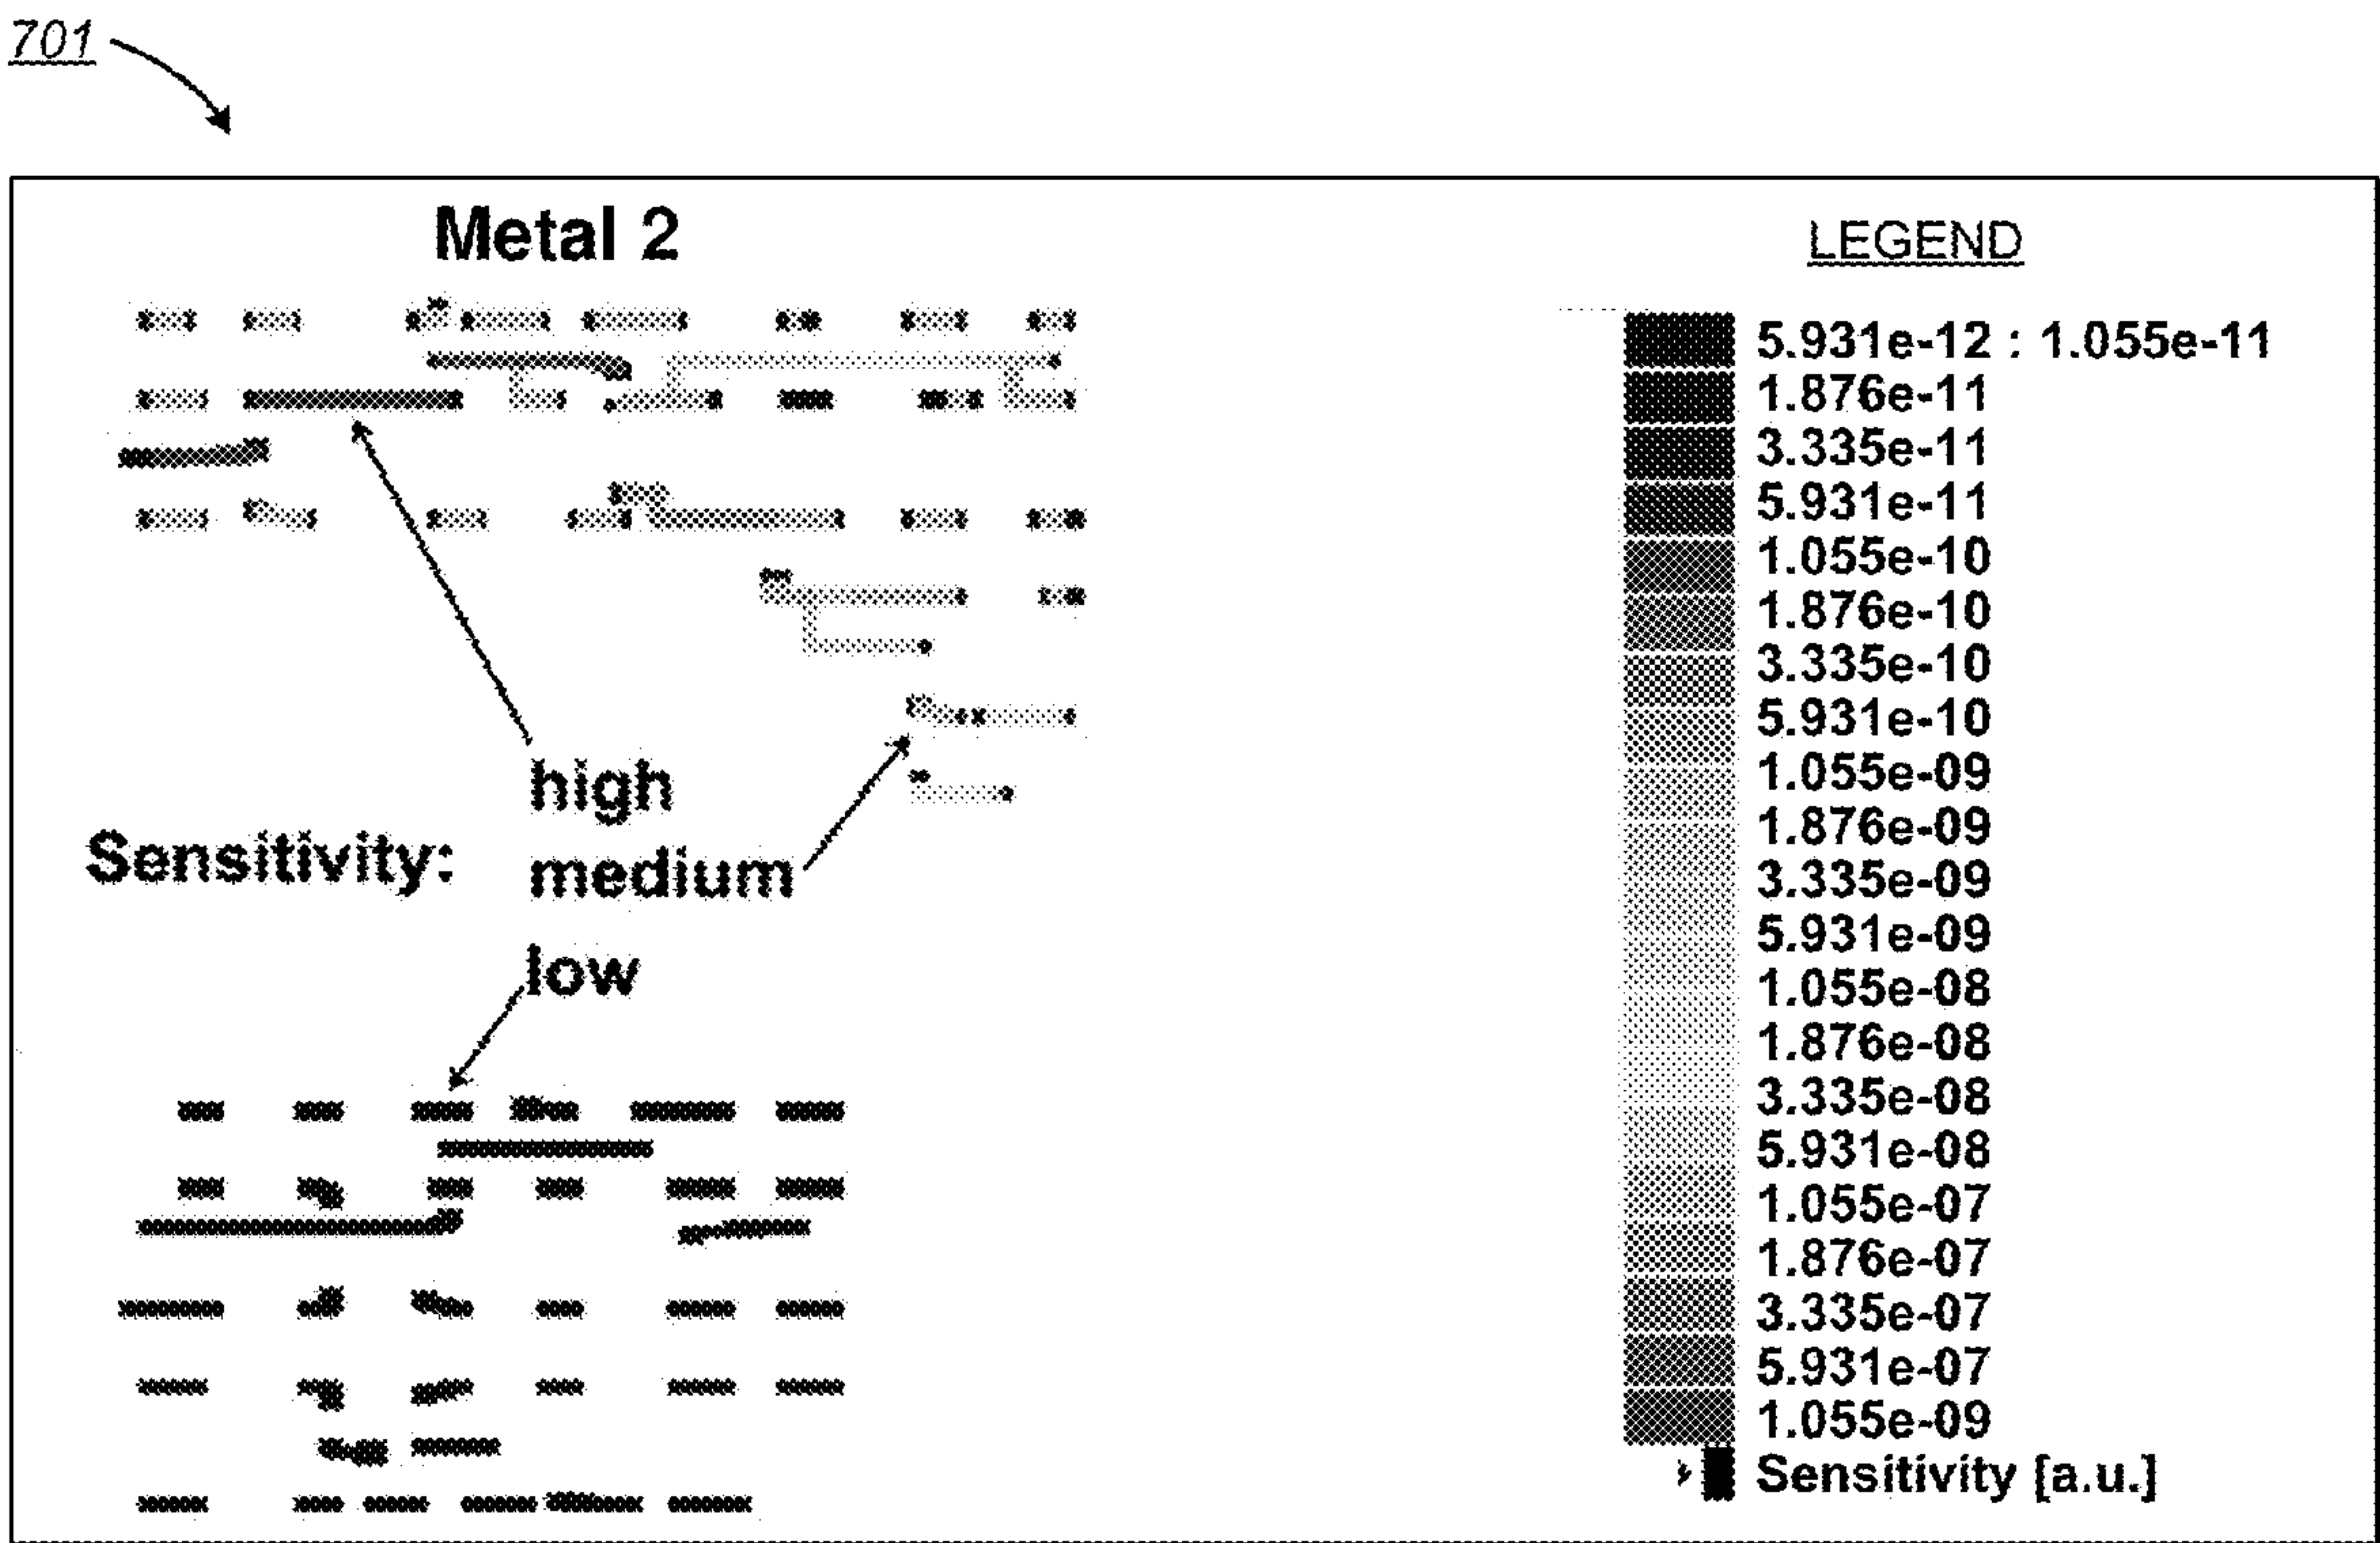 701
Metal 2
LEGEND
5.931e-12 : 1.055e-11
1.876e-11
3.335e-11
5.931e-11
1.055e-10
1.876e-10
3.335e-10
5.931e-10
1.055e-09
1.876e-09
3.335e-09
5.931e-09
1.055e-08
1.876e-08
3.335e-08
5.931e-08
1.055e-07
1.876e-07
3.335e-07
5.931e-07
1.055e-09
Sensitivity [a.u.]
high
Sensitivity:
medium
low